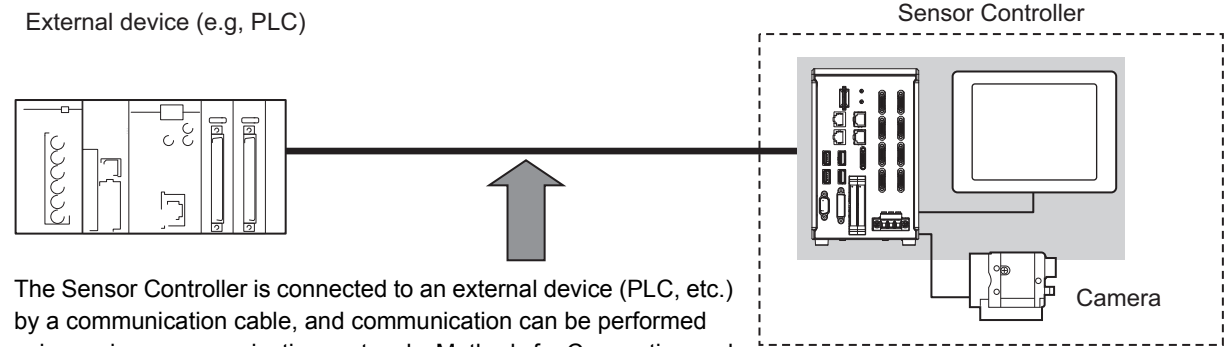 External device (e.g, PLC)
Sensor Controller
Camera
The Sensor Controller is connected to an external device (PLC, etc.)
by a communication cable, and communication can be performed